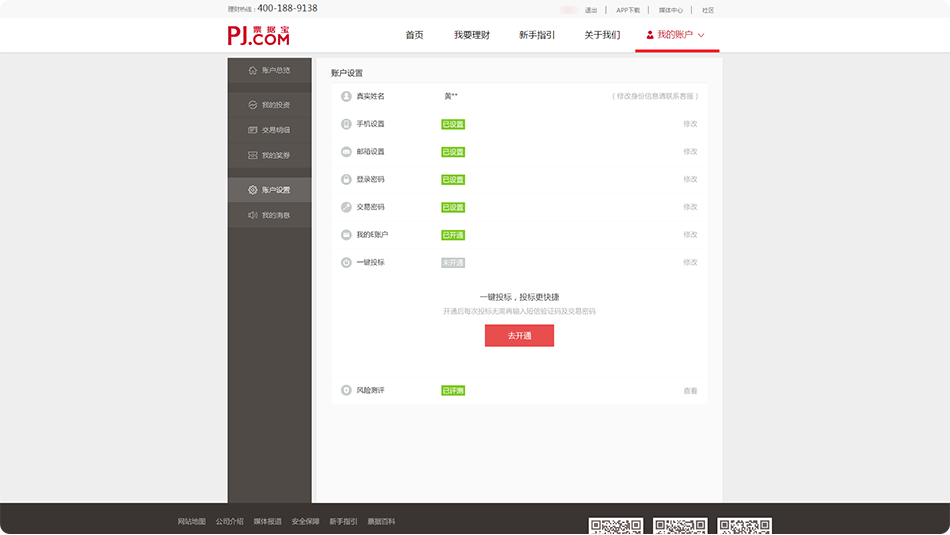 理财热线：400-188-9138
退出 | APP下载 | 媒体中心 | 社区
PJ.COM 票据宝
首页 我要理财 新手指引 关于我们 我的账户
账户总览
我的投资
交易明细
我的奖券
账户设置
我的消息
账户设置
真实姓名 黄** （修改身份信息请联系客服）
手机设置 已设置 修改
邮箱设置 已设置 修改
登录密码 已设置 修改
交易密码 已设置 修改
我的E账户 已开通 修改
一键投标 未开通 修改
一键投标，投标更快捷
开通后每次投标无需再输入短信验证码及交易密码
去开通
风险测评 已评测 查看
网站地图 公司介绍 媒体报道 安全保障 新手指引 票据百科